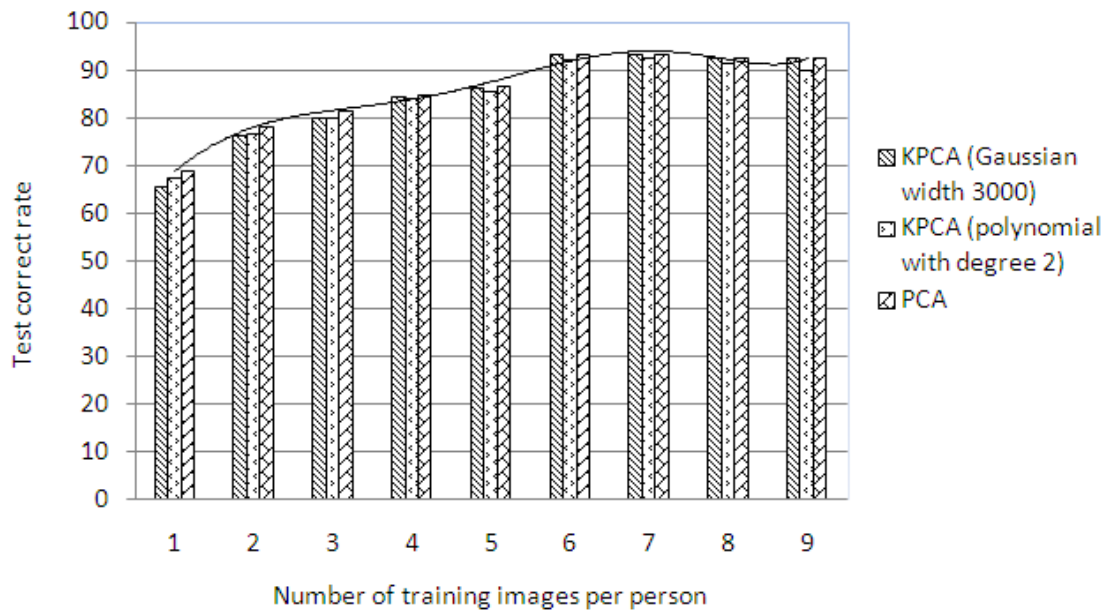 100
90
80
70
60
50
40
30
20
10
0
Test correct rate
1 2 3 4 5 6 7 8 9
Number of training images per person
KPCA (Gaussian
width 3000)
KPCA (polynomial
with degree 2)
PCA